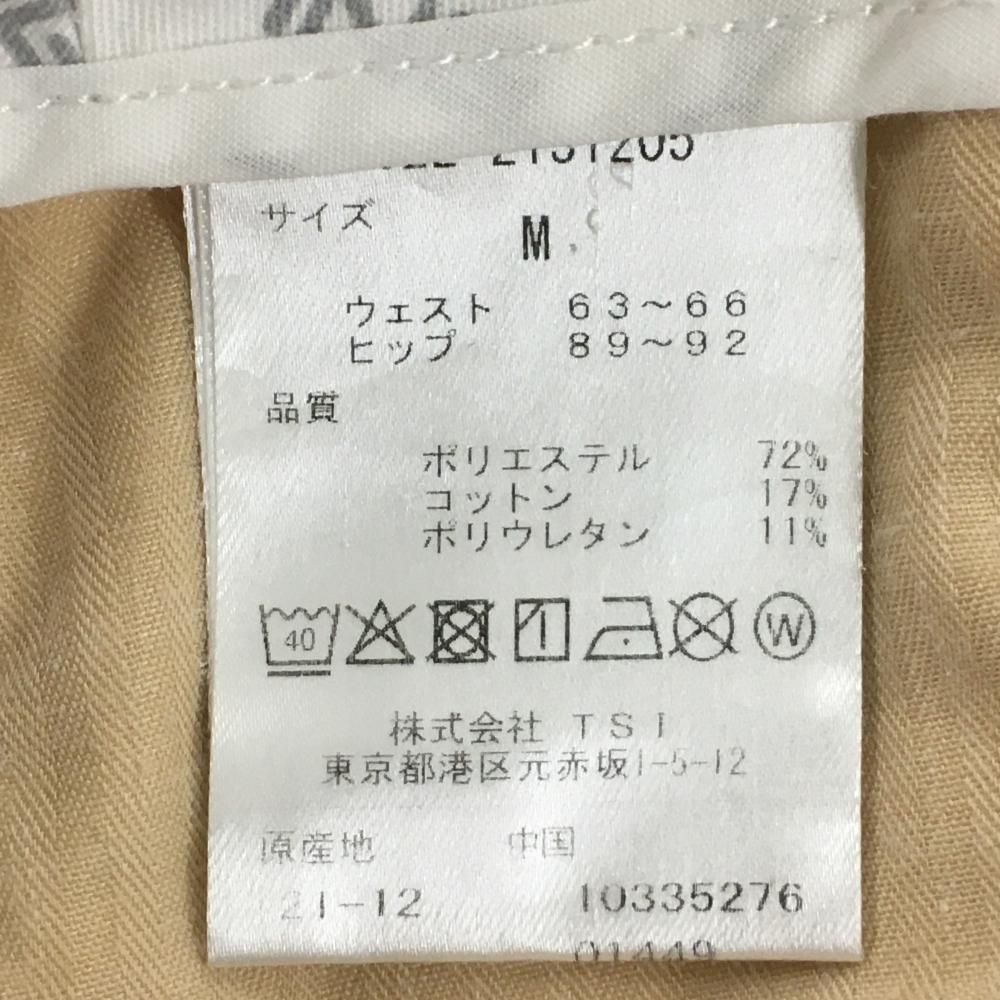 2131205
サイズ
M
ウェスト 63～66
ヒップ 89～92
品質
ポリエステル 72%
コットン 17%
ポリウレタン 11%
40 W
株式会社 TSI
東京都港区元赤坂1-5-12
原産地 中国
21-12 10335276
01449